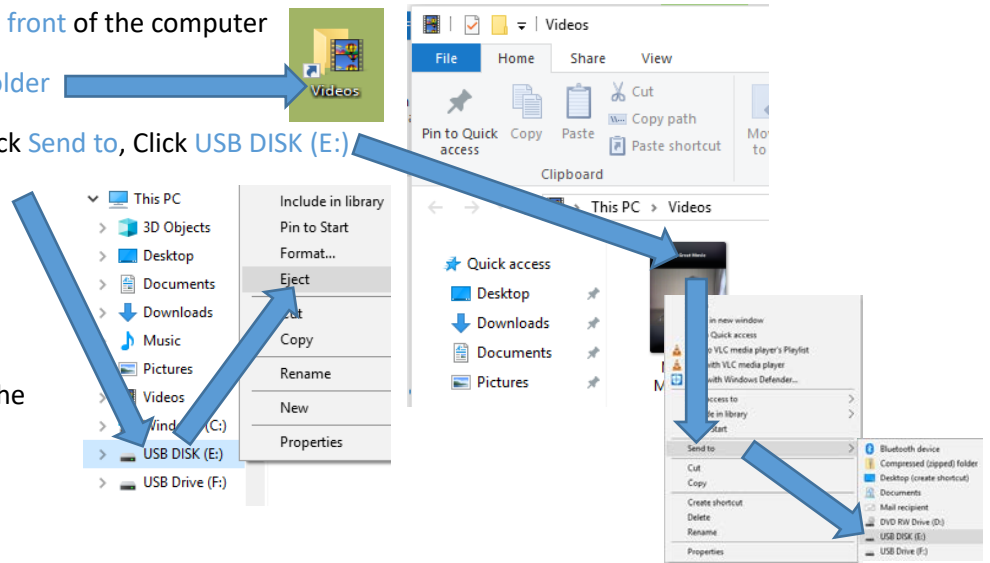 front of the computer
older
ck Send to, Click USB DISK (E:)
he
Videos
Videos
File Home Share View
Pin to Quick access
Copy
Paste
Cut
Copy path
Paste shortcut
to
Clipboard
This PC > Videos
Quick access
Desktop
Downloads
Documents
Pictures
This PC
3D Objects
Desktop
Documents
Downloads
Music
Pictures
Videos
(C:)
USB DISK (E:)
USB Drive (F:)
Include in library
Pin to Start
Format...
Eject
Copy
Rename
New
Properties
in new window
Quick access
VLC media player's Playlist
with VLC media player
with Windows Defender...
access to
in library
Send to
Cut
Copy
Create shortcut
Delete
Rename
Properties
Bluetooth device
Compressed (zipped) folder
Desktop (create shortcut)
Documents
Mail recipient
DVD RW Drive (D:)
USB DISK (E:)
USB Drive (F:)